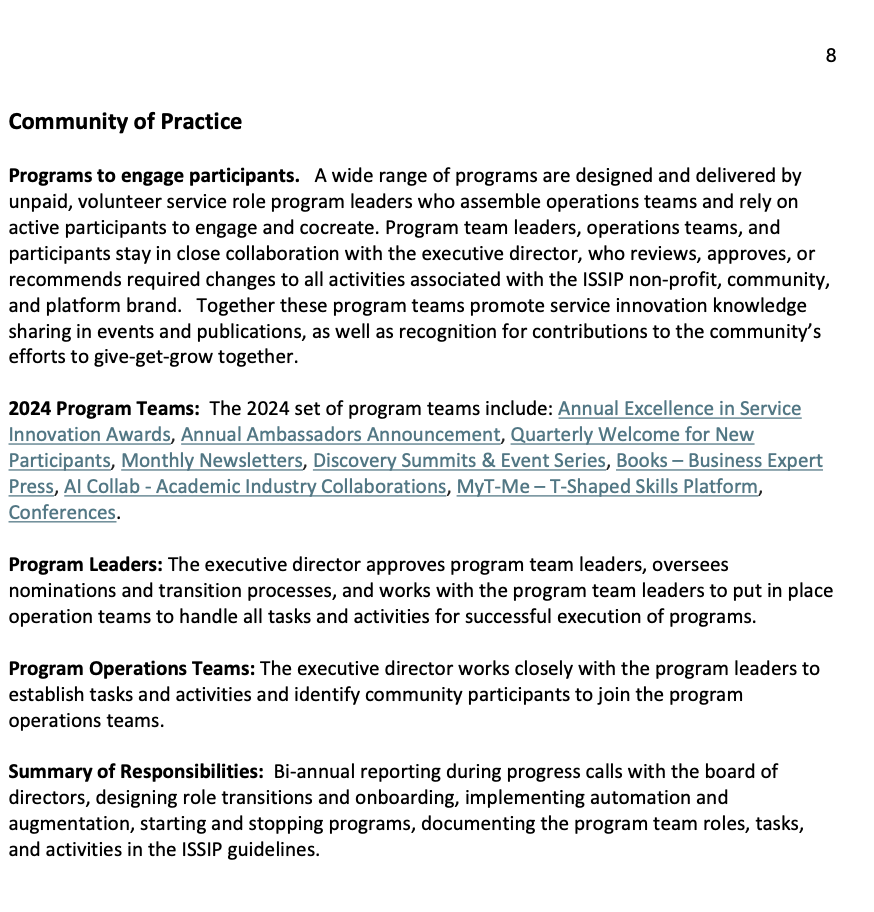 8
Community of Practice
Programs to engage participants.   A wide range of programs are designed and delivered by
unpaid, volunteer service role program leaders who assemble operations teams and rely on
active participants to engage and cocreate. Program team leaders, operations teams, and
participants stay in close collaboration with the executive director, who reviews, approves, or
recommends required changes to all activities associated with the ISSIP non-profit, community,
and platform brand.   Together these program teams promote service innovation knowledge
sharing in events and publications, as well as recognition for contributions to the community’s
efforts to give-get-grow together.
2024 Program Teams:  The 2024 set of program teams include: Annual Excellence in Service
Innovation Awards, Annual Ambassadors Announcement, Quarterly Welcome for New
Participants, Monthly Newsletters, Discovery Summits & Event Series, Books – Business Expert
Press, AI Collab - Academic Industry Collaborations, MyT-Me – T-Shaped Skills Platform,
Conferences.
Program Leaders: The executive director approves program team leaders, oversees
nominations and transition processes, and works with the program team leaders to put in place
operation teams to handle all tasks and activities for successful execution of programs.
Program Operations Teams: The executive director works closely with the program leaders to
establish tasks and activities and identify community participants to join the program
operations teams.
Summary of Responsibilities:  Bi-annual reporting during progress calls with the board of
directors, designing role transitions and onboarding, implementing automation and
augmentation, starting and stopping programs, documenting the program team roles, tasks,
and activities in the ISSIP guidelines.